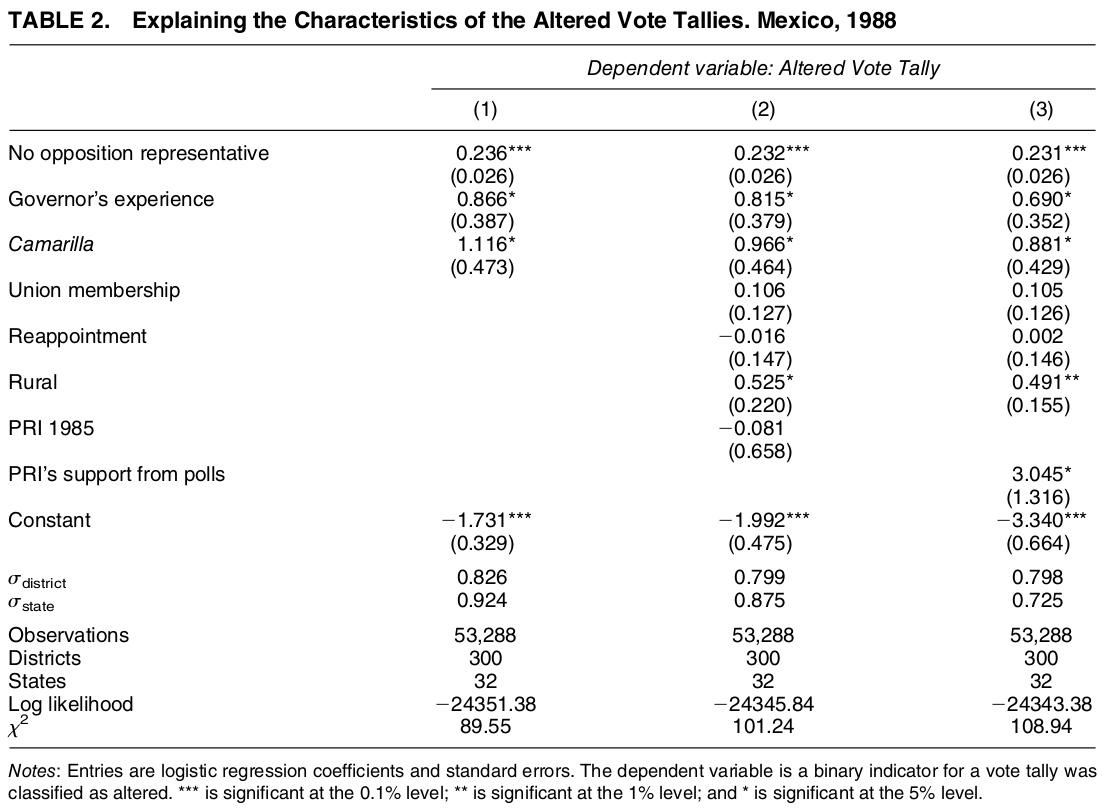 TABLE 2. Explaining the Characteristics of the Altered Vote Tallies. Mexico, 1988
Dependent variable: Altered Vote Tally
(1) (2) (3)
No opposition representative 0.236*** 0.232*** 0.231***
(0.026) (0.026) (0.026)
Governor's experience 0.866* 0.815* 0.690*
(0.387) (0.379) (0.352)
Camarilla 1.116* 0.966* 0.881*
(0.473) (0.464) (0.429)
Union membership 0.106 0.105
(0.127) (0.126)
Reappointment −0.016 0.002
(0.147) (0.146)
Rural 0.525* 0.491**
(0.220) (0.155)
PRI 1985 −0.081
(0.658)
PRI's support from polls 3.045*
(1.316)
Constant −1.731*** −1.992*** −3.340***
(0.329) (0.475) (0.664)
σdistrict 0.826 0.799 0.798
σstate 0.924 0.875 0.725
Observations 53,288 53,288 53,288
Districts 300 300 300
States 32 32 32
Log likelihood −24351.38 −24345.84 −24343.38
χ² 89.55 101.24 108.94
Notes: Entries are logistic regression coefficients and standard errors. The dependent variable is a binary indicator for a vote tally was
classified as altered. *** is significant at the 0.1% level; ** is significant at the 1% level; and * is significant at the 5% level.